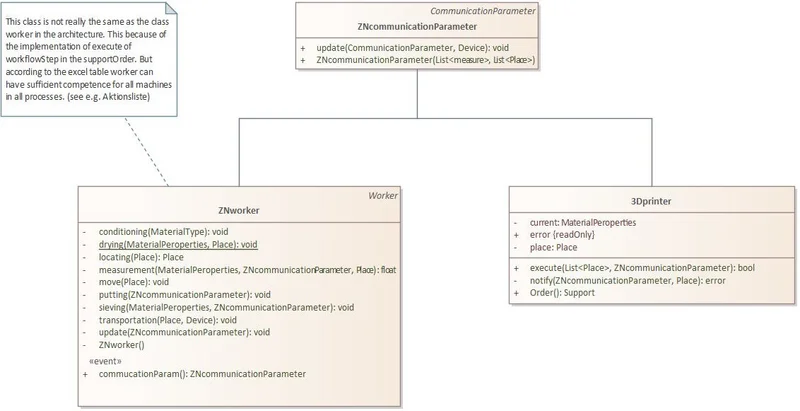 This class is not really the same as the class
worker in the architecture. This because of
the implementation of execute of
workflowStep in the supportOrder. But
according to the excel table worker can
have sufficient competence for all machines
in all processes. (see e.g. Aktionsliste)
CommunicationParameter
ZNcommunicationParameter
+ update(CommunicationParameter, Device): void
+ ZNcommunicationParameter(List<measure>, List<Place>)
Worker
ZNworker
- conditioning(MaterialType): void
- drying(MaterialPeroperties, Place): void
- locating(Place): Place
- measurement(MaterialPeroperties, ZNcommunicationParameter, Place): float
- move(Place): void
- putting(ZNcommunicationParameter): void
- sieving(MaterialPeroperties, ZNcommunicationParameter): void
- transportation(Place, Device): void
- update(ZNcommunicationParameter): void
- ZNworker()
«event»
+ commucationParam(): ZNcommunicationParameter
3Dprinter
- current: MaterialPeroperties
+ error {readOnly}
- place: Place
+ execute(List<Place>, ZNcommunicationParameter): bool
- notify(ZNcommunicationParameter, Place): error
+ Order(): Support